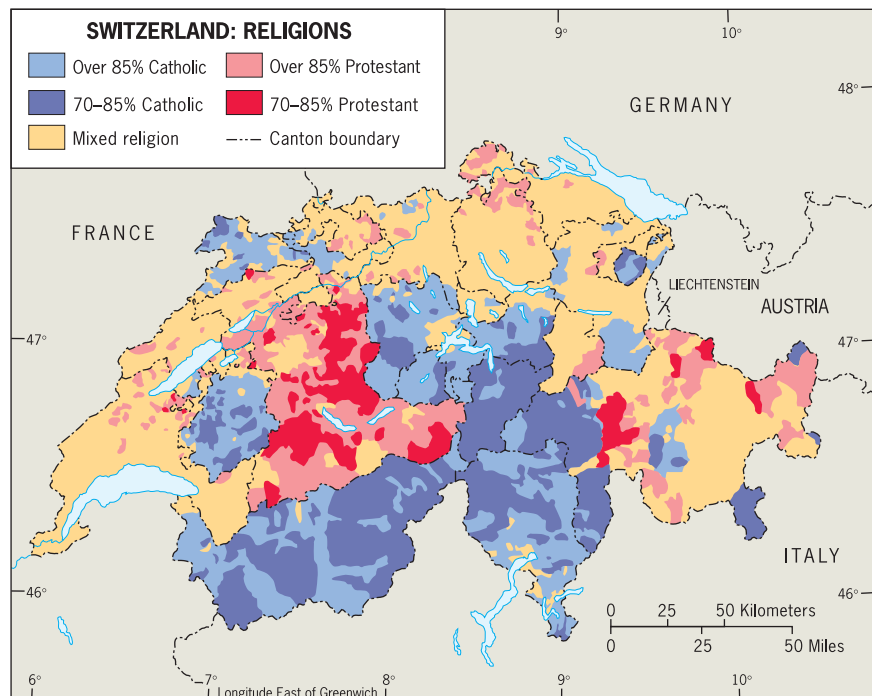 SWITZERLAND: RELIGIONS
Over 85% Catholic
Over 85% Protestant
70–85% Catholic
70–85% Protestant
Mixed religion
Canton boundary
9°
10°
48°
GERMANY
FRANCE
LIECHTENSTEIN
AUSTRIA
47°
47°
ITALY
46°
46°
0 25 50 Kilometers
0 25 50 Miles
6°
7°
8°
9°
10°
Longitude East of Greenwich